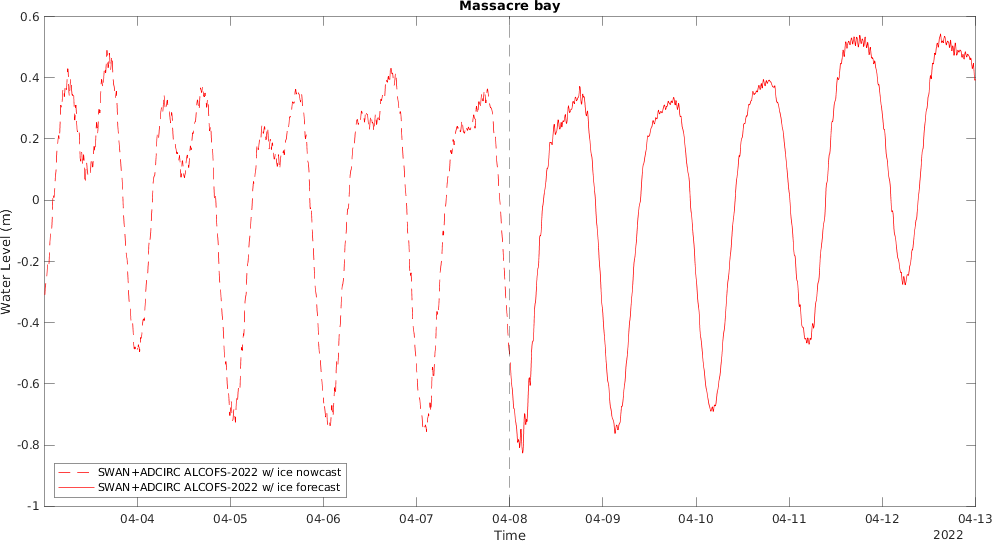 Massacre bay
0.6
0.4
0.2
0
-0.2
-0.4
-0.6
-0.8
-1
Water Level (m)
SWAN+ADCIRC ALCOFS-2022 w/ ice nowcast
SWAN+ADCIRC ALCOFS-2022 w/ ice forecast
04-04 04-05 04-06 04-07 04-08 04-09 04-10 04-11 04-12 04-13
Time
2022